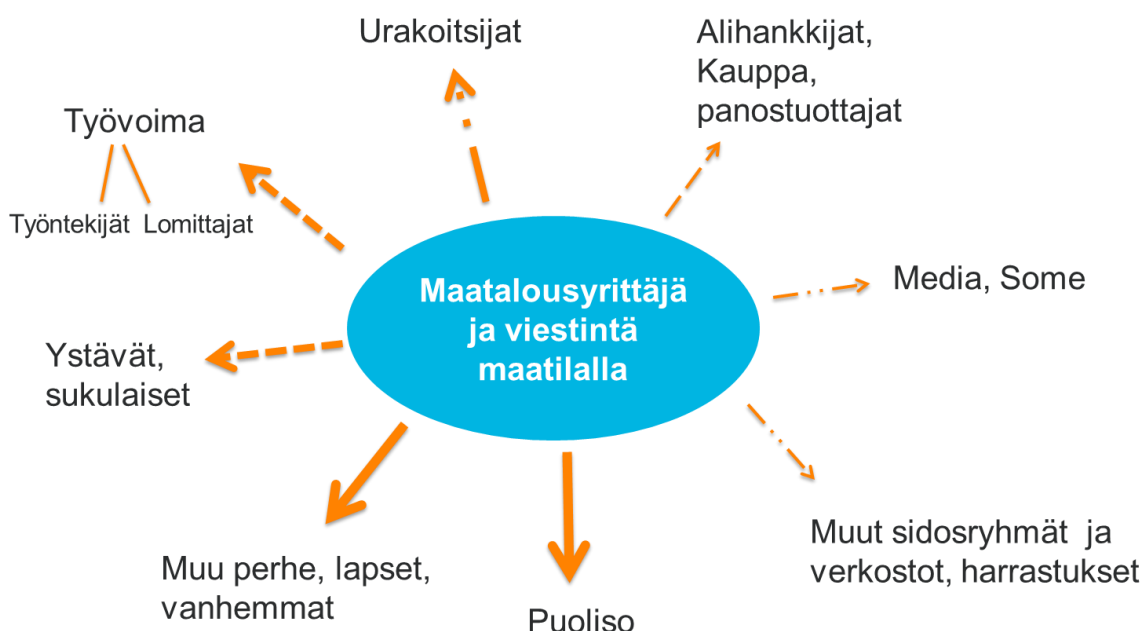 Urakoitsijat
Alihankkijat,
Kauppa,
panostuottajat
Työvoima
Työntekijät Lomittajat
Maatalousyrittäjä
ja viestintä
maatilalla
Media, Some
Ystävät,
sukulaiset
Muut sidosryhmät ja
verkostot, harrastukset
Muu perhe, lapset,
vanhemmat
Puoliso